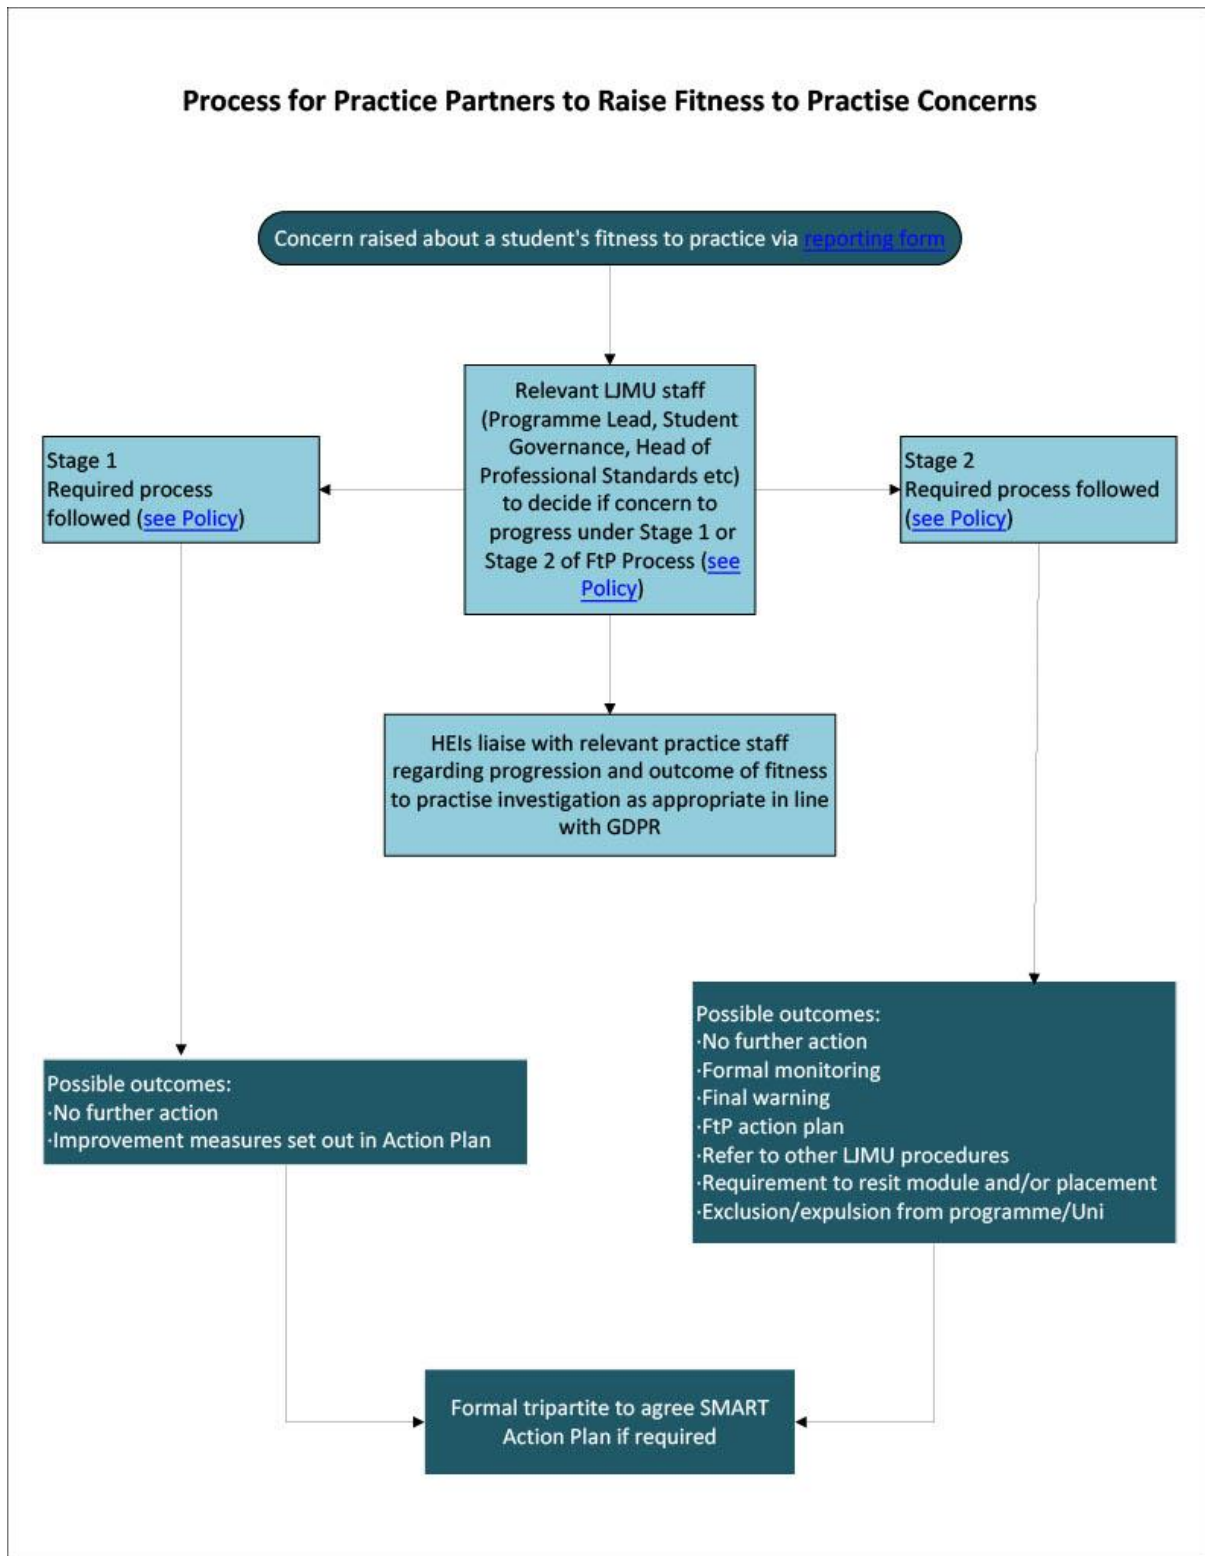 Process for Practice Partners to Raise Fitness to Practise Concerns
Concern raised about a student's fitness to practice via reporting form
Relevant LJMU staff
(Programme Lead, Student
Governance, Head of
Professional Standards etc)
to decide if concern to
progress under Stage 1 or
Stage 2 of FtP Process (see
Policy)
Stage 1
Required process
followed (see Policy)
Stage 2
Required process followed
(see Policy)
HEIs liaise with relevant practice staff
regarding progression and outcome of fitness
to practise investigation as appropriate in line
with GDPR
Possible outcomes:
·No further action
·Improvement measures set out in Action Plan
Possible outcomes:
·No further action
·Formal monitoring
·Final warning
·FtP action plan
·Refer to other LJMU procedures
·Requirement to resit module and/or placement
·Exclusion/expulsion from programme/Uni
Formal tripartite to agree SMART
Action Plan if required